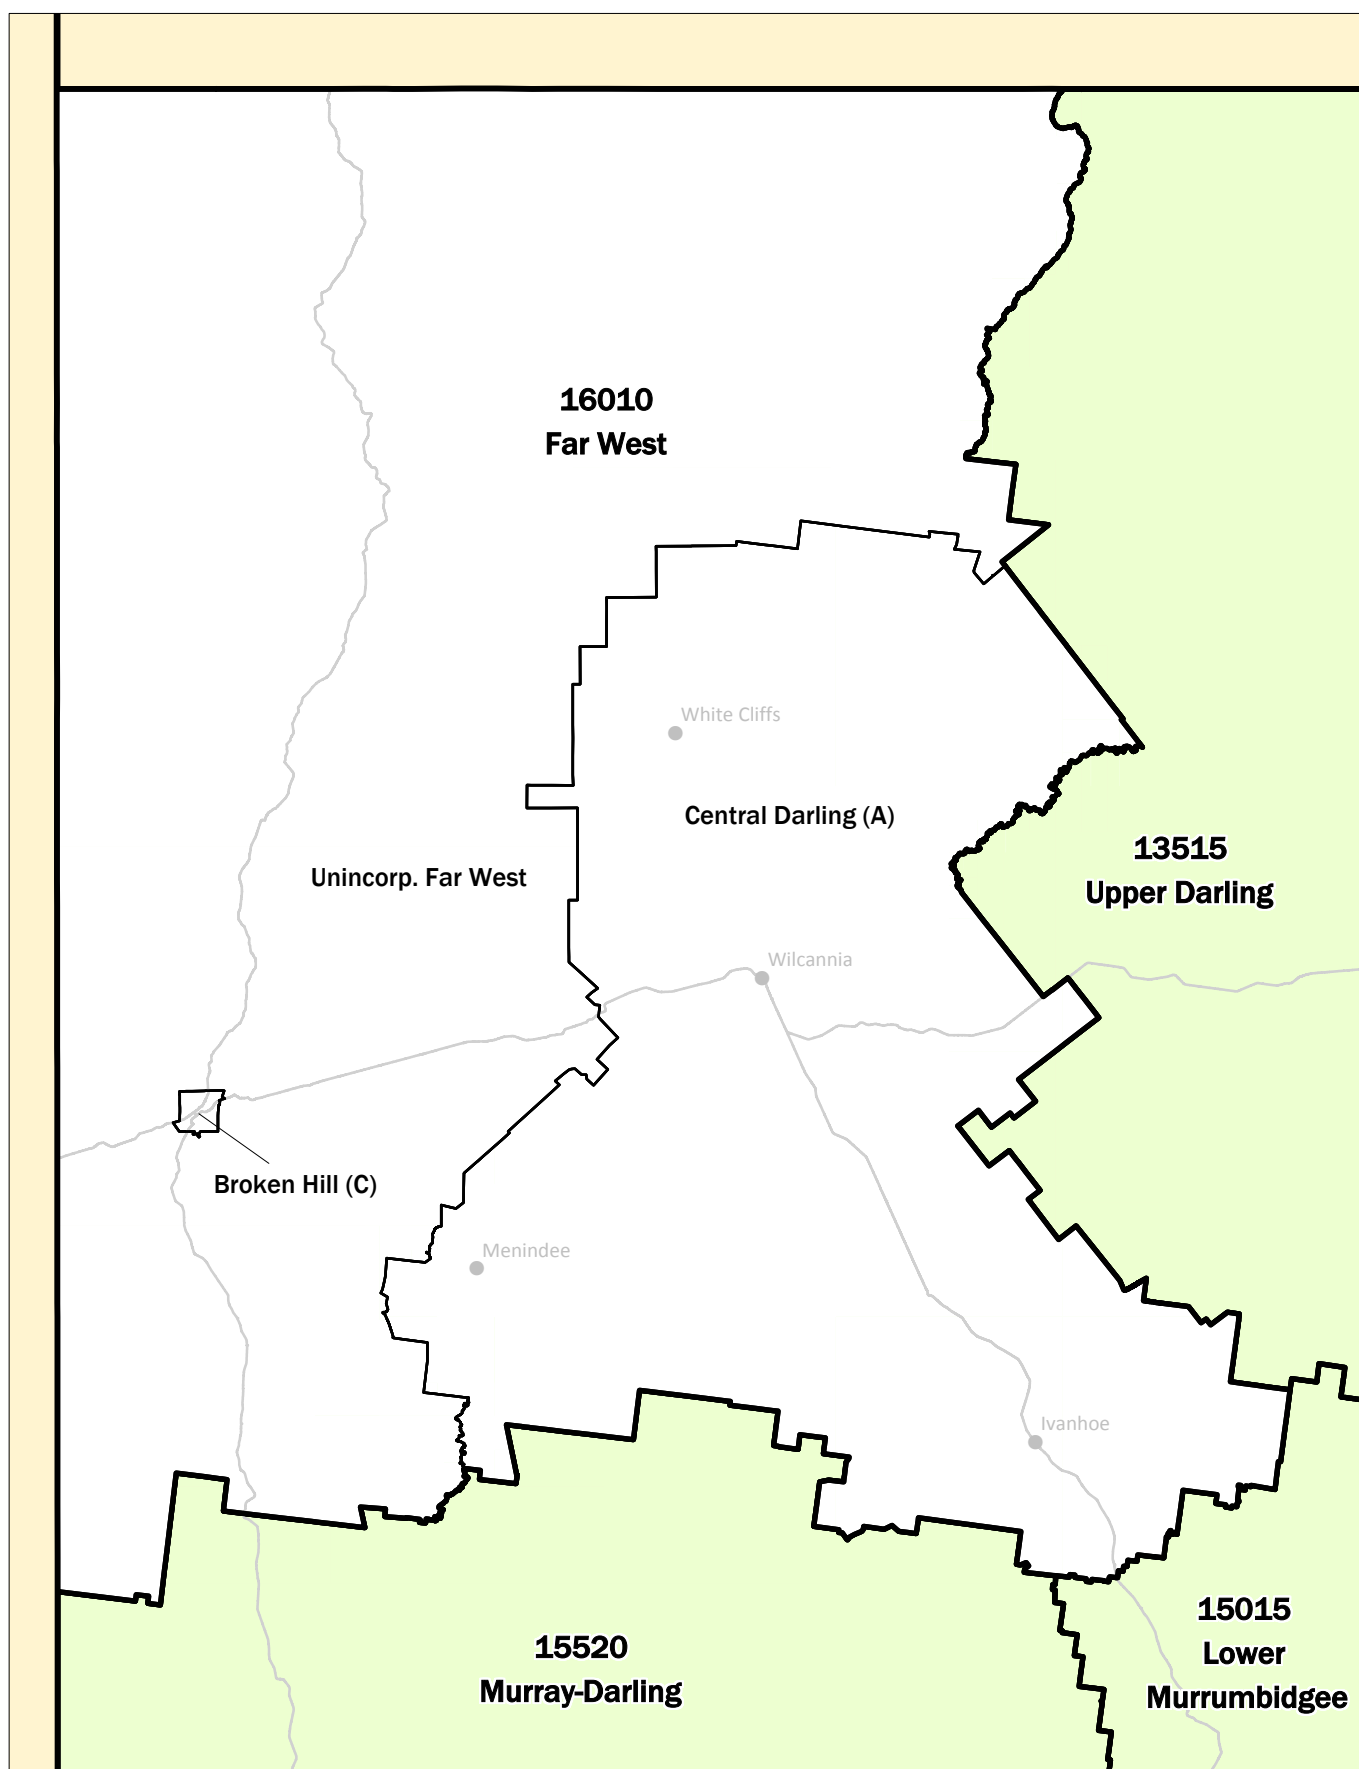 16010
Far West
White Cliffs
Central Darling (A)
13515
Upper Darling
Unincorp. Far West
Wilcannia
Broken Hill (C)
Menindee
Ivanhoe
15015
Lower
Murrumbidgee
15520
Murray-Darling